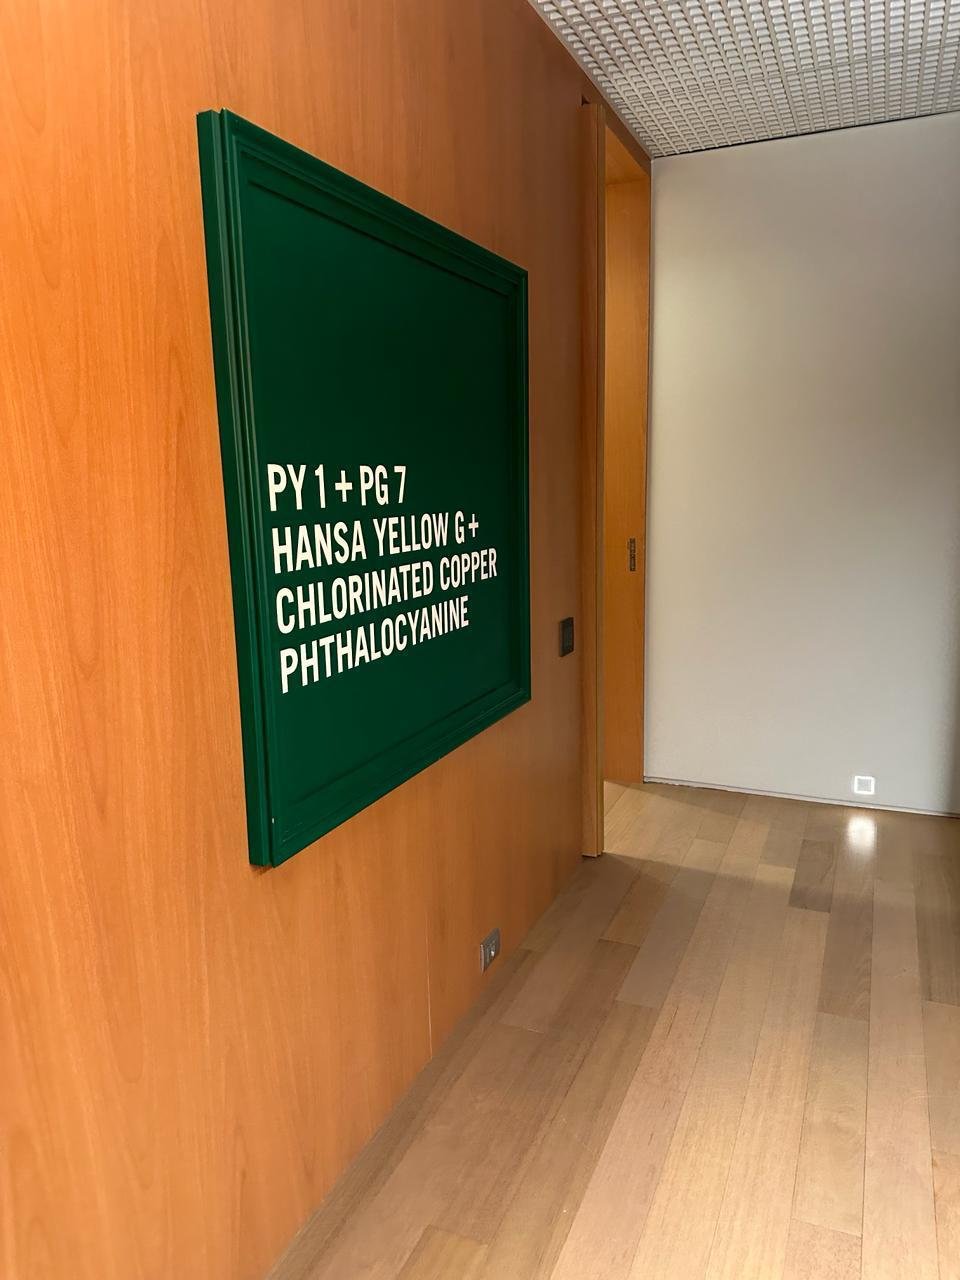 PY 1 + PG 7
HANSA YELLOW G +
CHLORINATED COPPER
PHTHALOCYANINE